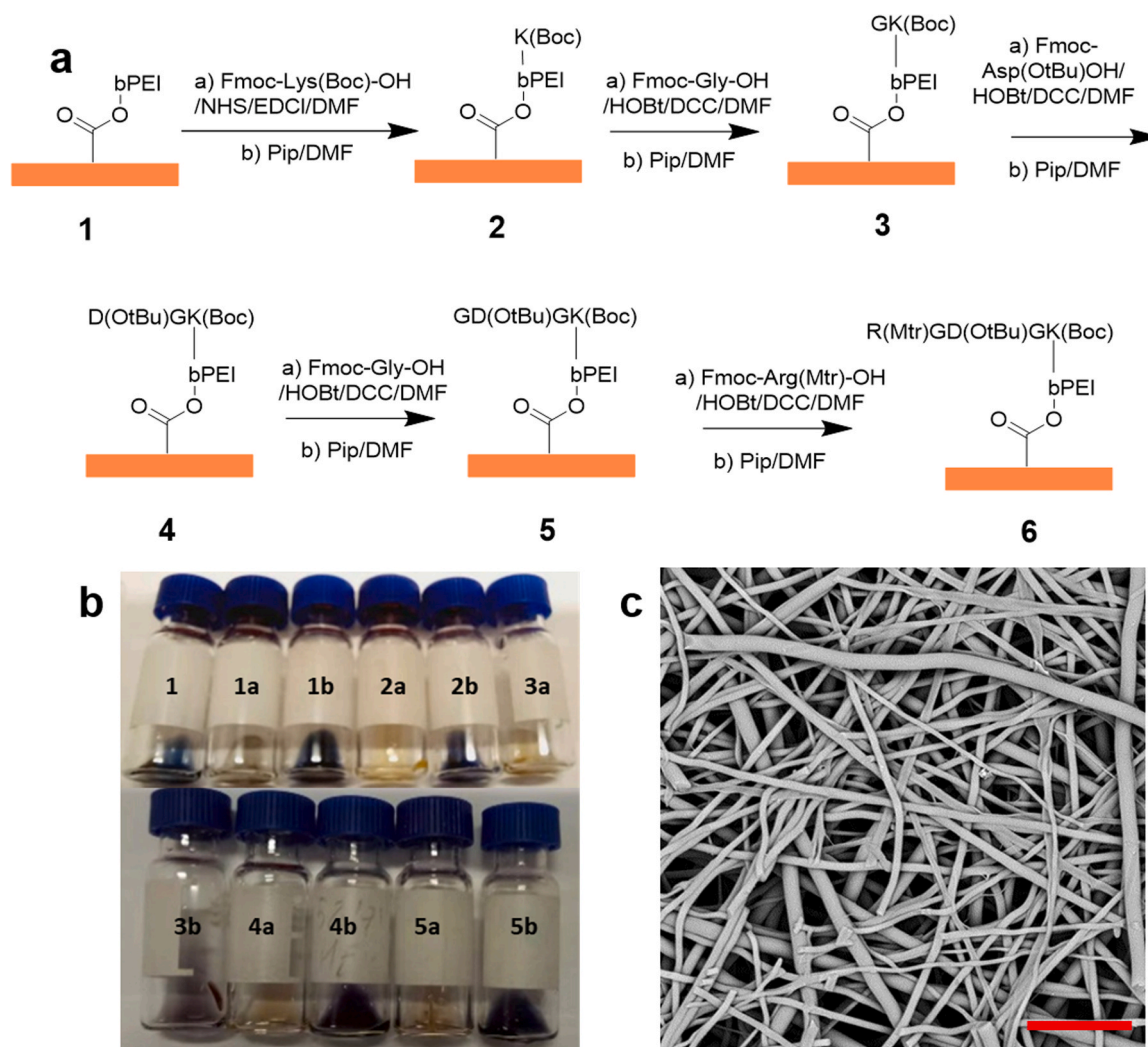 a
bPEI
O
O
1
a) Fmoc-Lys(Boc)-OH
/NHS/EDCI/DMF
b) Pip/DMF
K(Boc)
bPEI
O
O
2
a) Fmoc-Gly-OH
/HOBt/DCC/DMF
b) Pip/DMF
GK(Boc)
bPEI
O
O
3
a) Fmoc-
Asp(OtBu)OH/
HOBt/DCC/DMF
b) Pip/DMF
D(OtBu)GK(Boc)
bPEI
O
O
4
a) Fmoc-Gly-OH
/HOBt/DCC/DMF
b) Pip/DMF
GD(OtBu)GK(Boc)
bPEI
O
O
5
a) Fmoc-Arg(Mtr)-OH
/HOBt/DCC/DMF
b) Pip/DMF
R(Mtr)GD(OtBu)GK(Boc)
bPEI
O
O
6
b
1 1a 1b 2a 2b 3a
3b 4a 4b 5a 5b
c